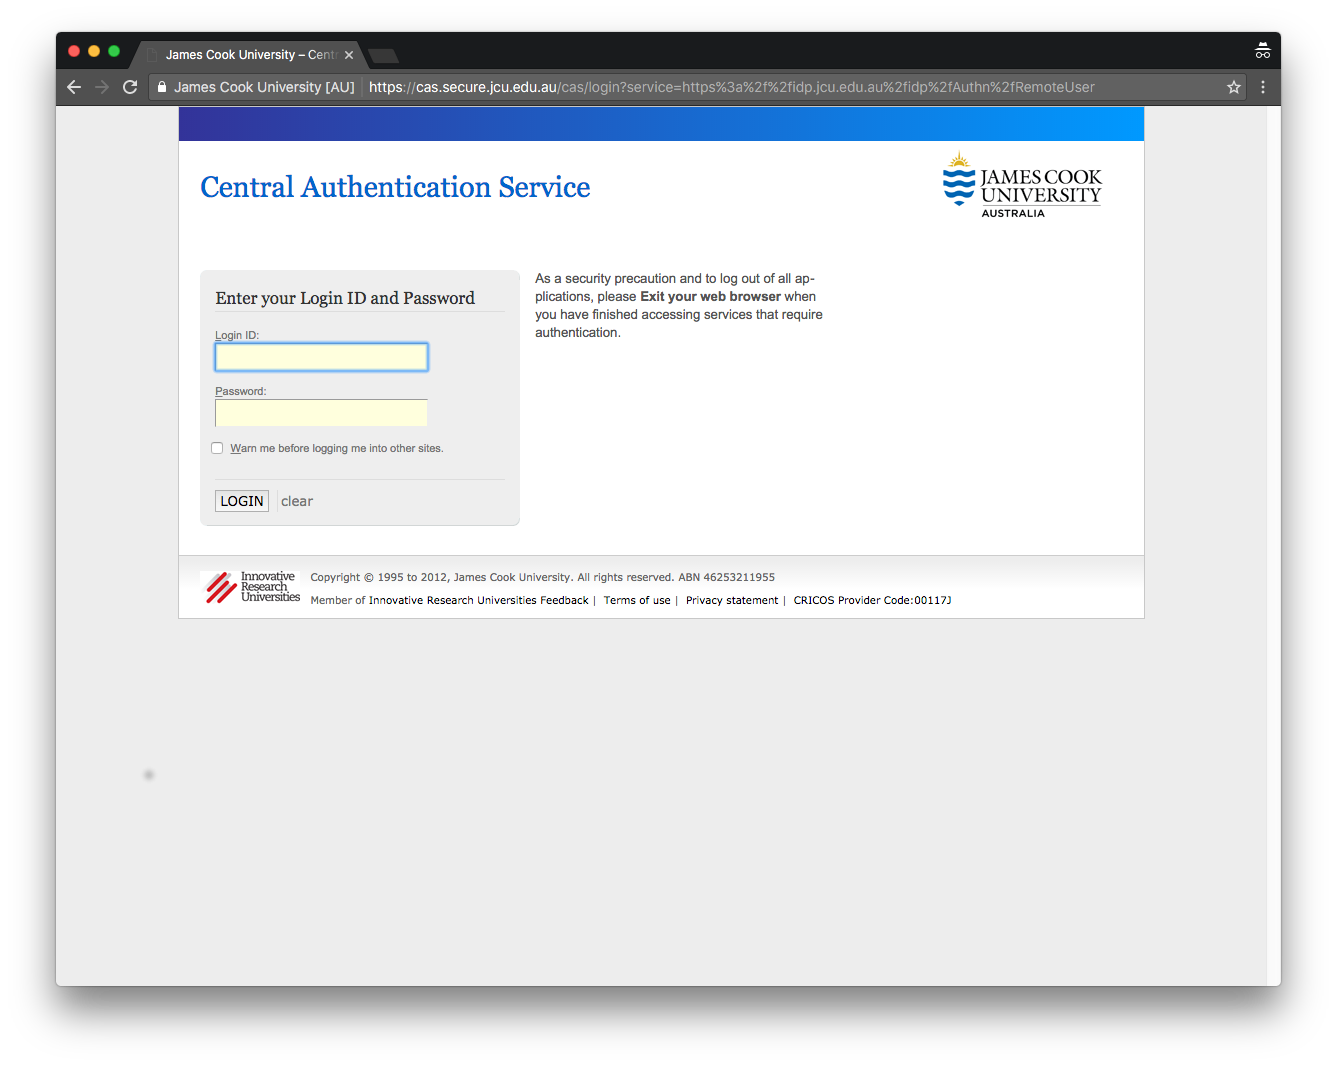 James Cook University – Cent
James Cook University [AU]
https://cas.secure.jcu.edu.au/cas/login?service=https%3a%2f%2fidp.jcu.edu.au%2fidp%2fAuthn%2fRemoteUser
Central Authentication Service
JAMES COOK
UNIVERSITY
AUSTRALIA
Enter your Login ID and Password
Login ID:
Password:
Warn me before logging me into other sites.
LOGIN
clear
As a security precaution and to log out of all ap-
plications, please Exit your web browser when
you have finished accessing services that require
authentication.
Innovative
Research
Universities
Copyright © 1995 to 2012, James Cook University. All rights reserved. ABN 46253211955
Member of Innovative Research Universities Feedback | Terms of use | Privacy statement | CRICOS Provider Code:00117J